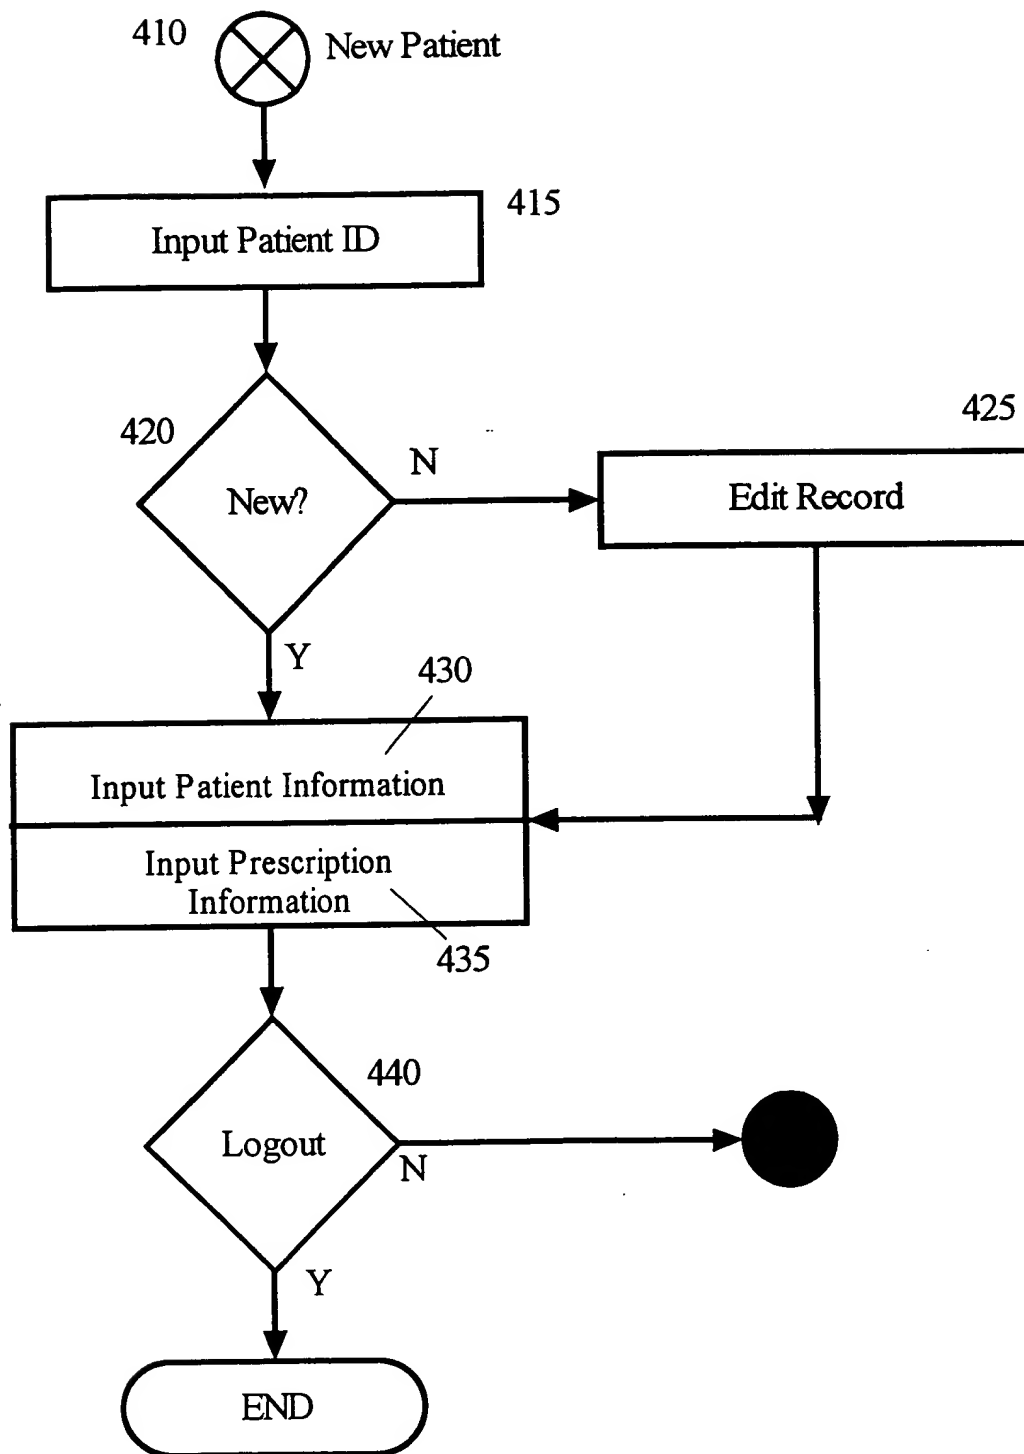 410
New Patient
415
Input Patient ID
420
New?
N
425
Edit Record
Y
430
Input Patient Information
Input Prescription
Information
435
440
Logout
N
Y
END